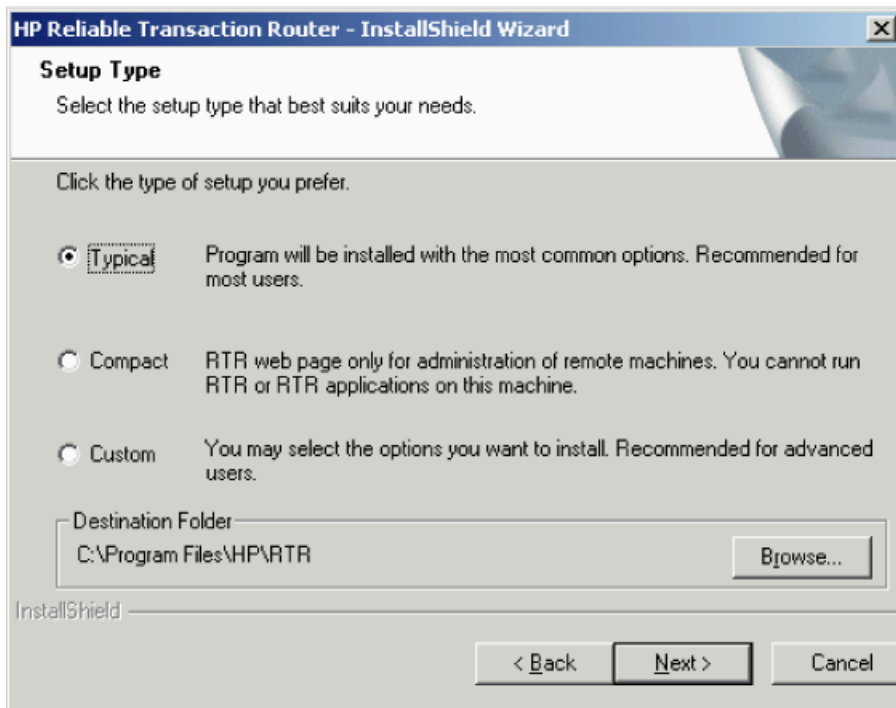 HP Reliable Transaction Router - InstallShield Wizard
Setup Type
Select the setup type that best suits your needs.
Click the type of setup you prefer.
Typical
Program will be installed with the most common options. Recommended for
most users.
Compact
RTR web page only for administration of remote machines. You cannot run
RTR or RTR applications on this machine.
Custom
You may select the options you want to install. Recommended for advanced
users.
Destination Folder
C:\Program Files\HP\RTR
Browse...
InstallShield
< Back
Next >
Cancel